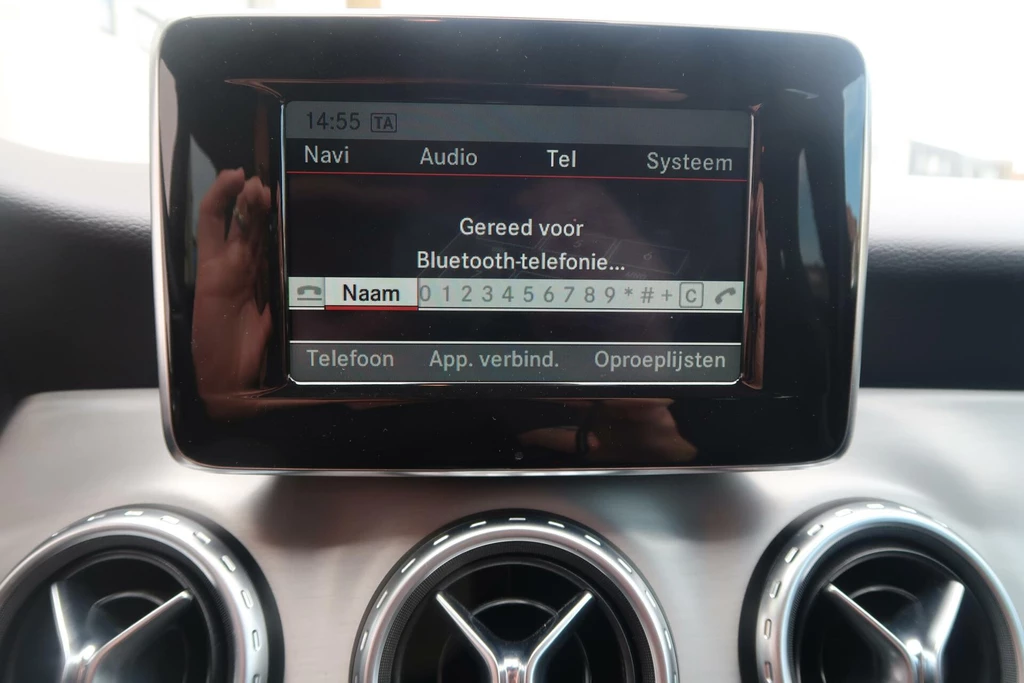 14:55 TA
Navi Audio Tel Systeem
Gereed voor
Bluetooth-telefonie...
Naam 0 1 2 3 4 5 6 7 8 9 * # + C
Telefoon App. verbind. Oproeplijsten